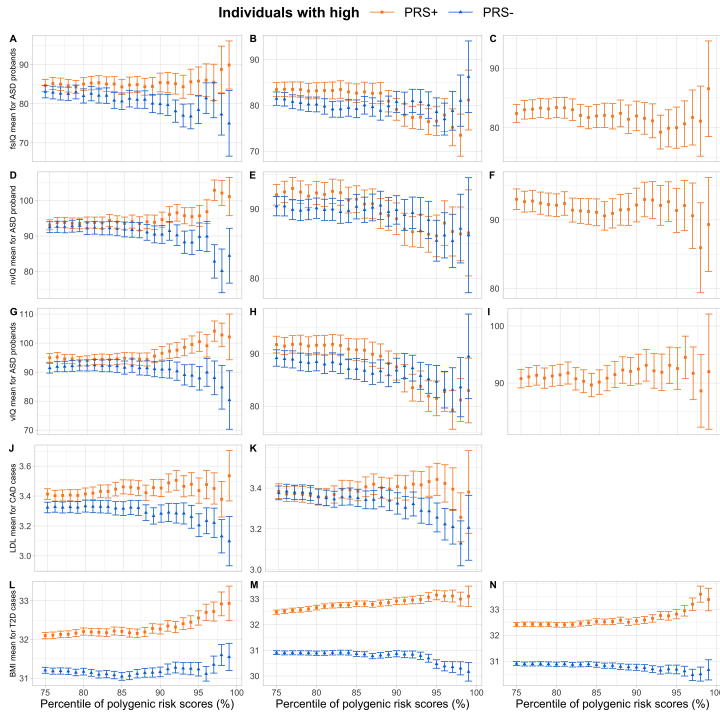 Individuals with high PRS+ PRS-
A B C
fsIQ mean for ASD probands
90
80
70
90
80
70
90
80
D E F
nvIQ mean for ASD proband
100
90
80
90
80
90
80
G H I
vIQ mean for ASD probands
110
100
90
80
70
90
80
100
90
J K
LDL mean for CAD cases
3.6
3.4
3.2
3.0
3.4
3.2
3.0
L M N
BMI mean for T2D cases
33
32
31
33
32
31
30
33
31
75 80 85 90 95 100
75 80 85 90 95 100
75 80 85 90 95 100
Percentile of polygenic risk scores (%)
Percentile of polygenic risk scores (%)
Percentile of polygenic risk scores (%)